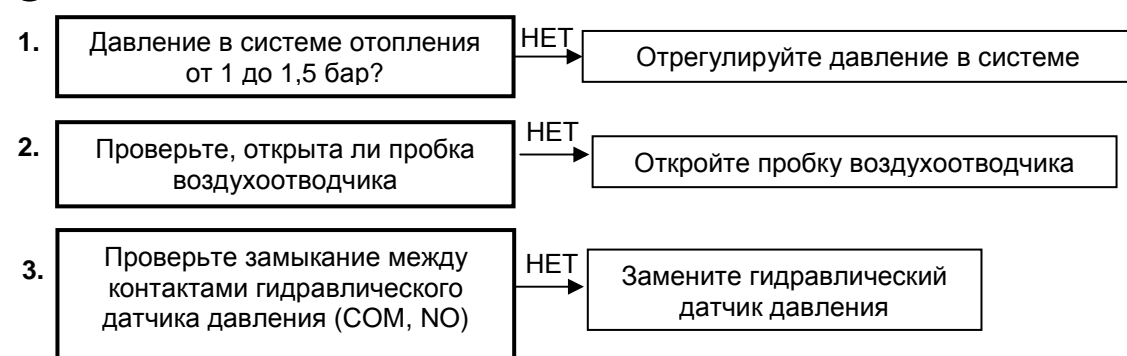 1. Давление в системе отопления
от 1 до 1,5 бар?
НЕТ
Отрегулируйте давление в системе
2. Проверьте, открыта ли пробка
воздухоотводчика
НЕТ
Откройте пробку воздухоотводчика
3. Проверьте замыкание между
контактами гидравлического
датчика давления (COM, NO)
НЕТ
Замените гидравлический
датчик давления